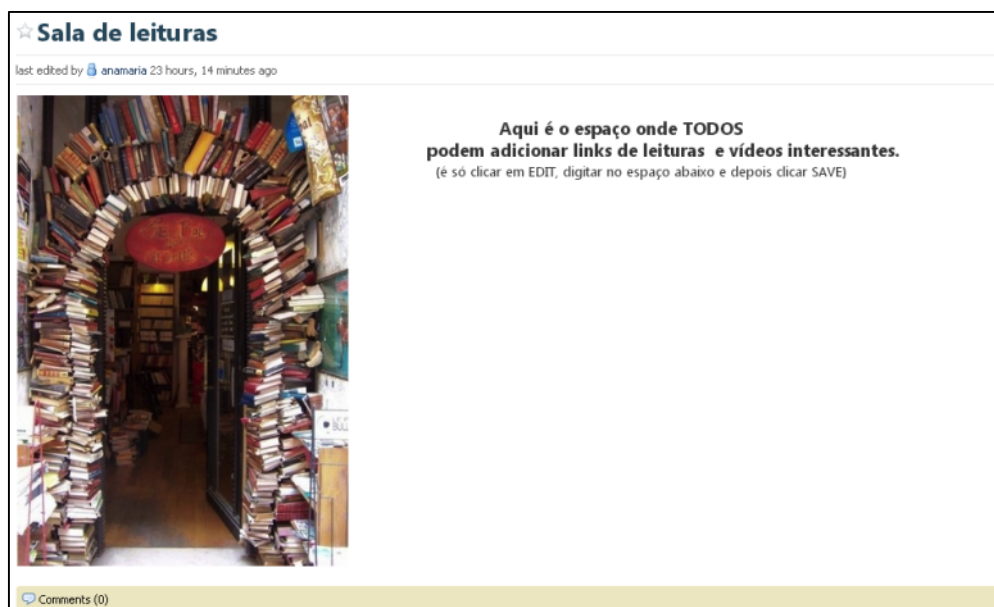 Sala de leituras
last edited by anamaria 23 hours, 14 minutes ago
Aqui é o espaço onde TODOS
podem adicionar links de leituras e vídeos interessantes.
(é só clicar em EDIT, digitar no espaço abaixo e depois clicar SAVE)
Comments (0)